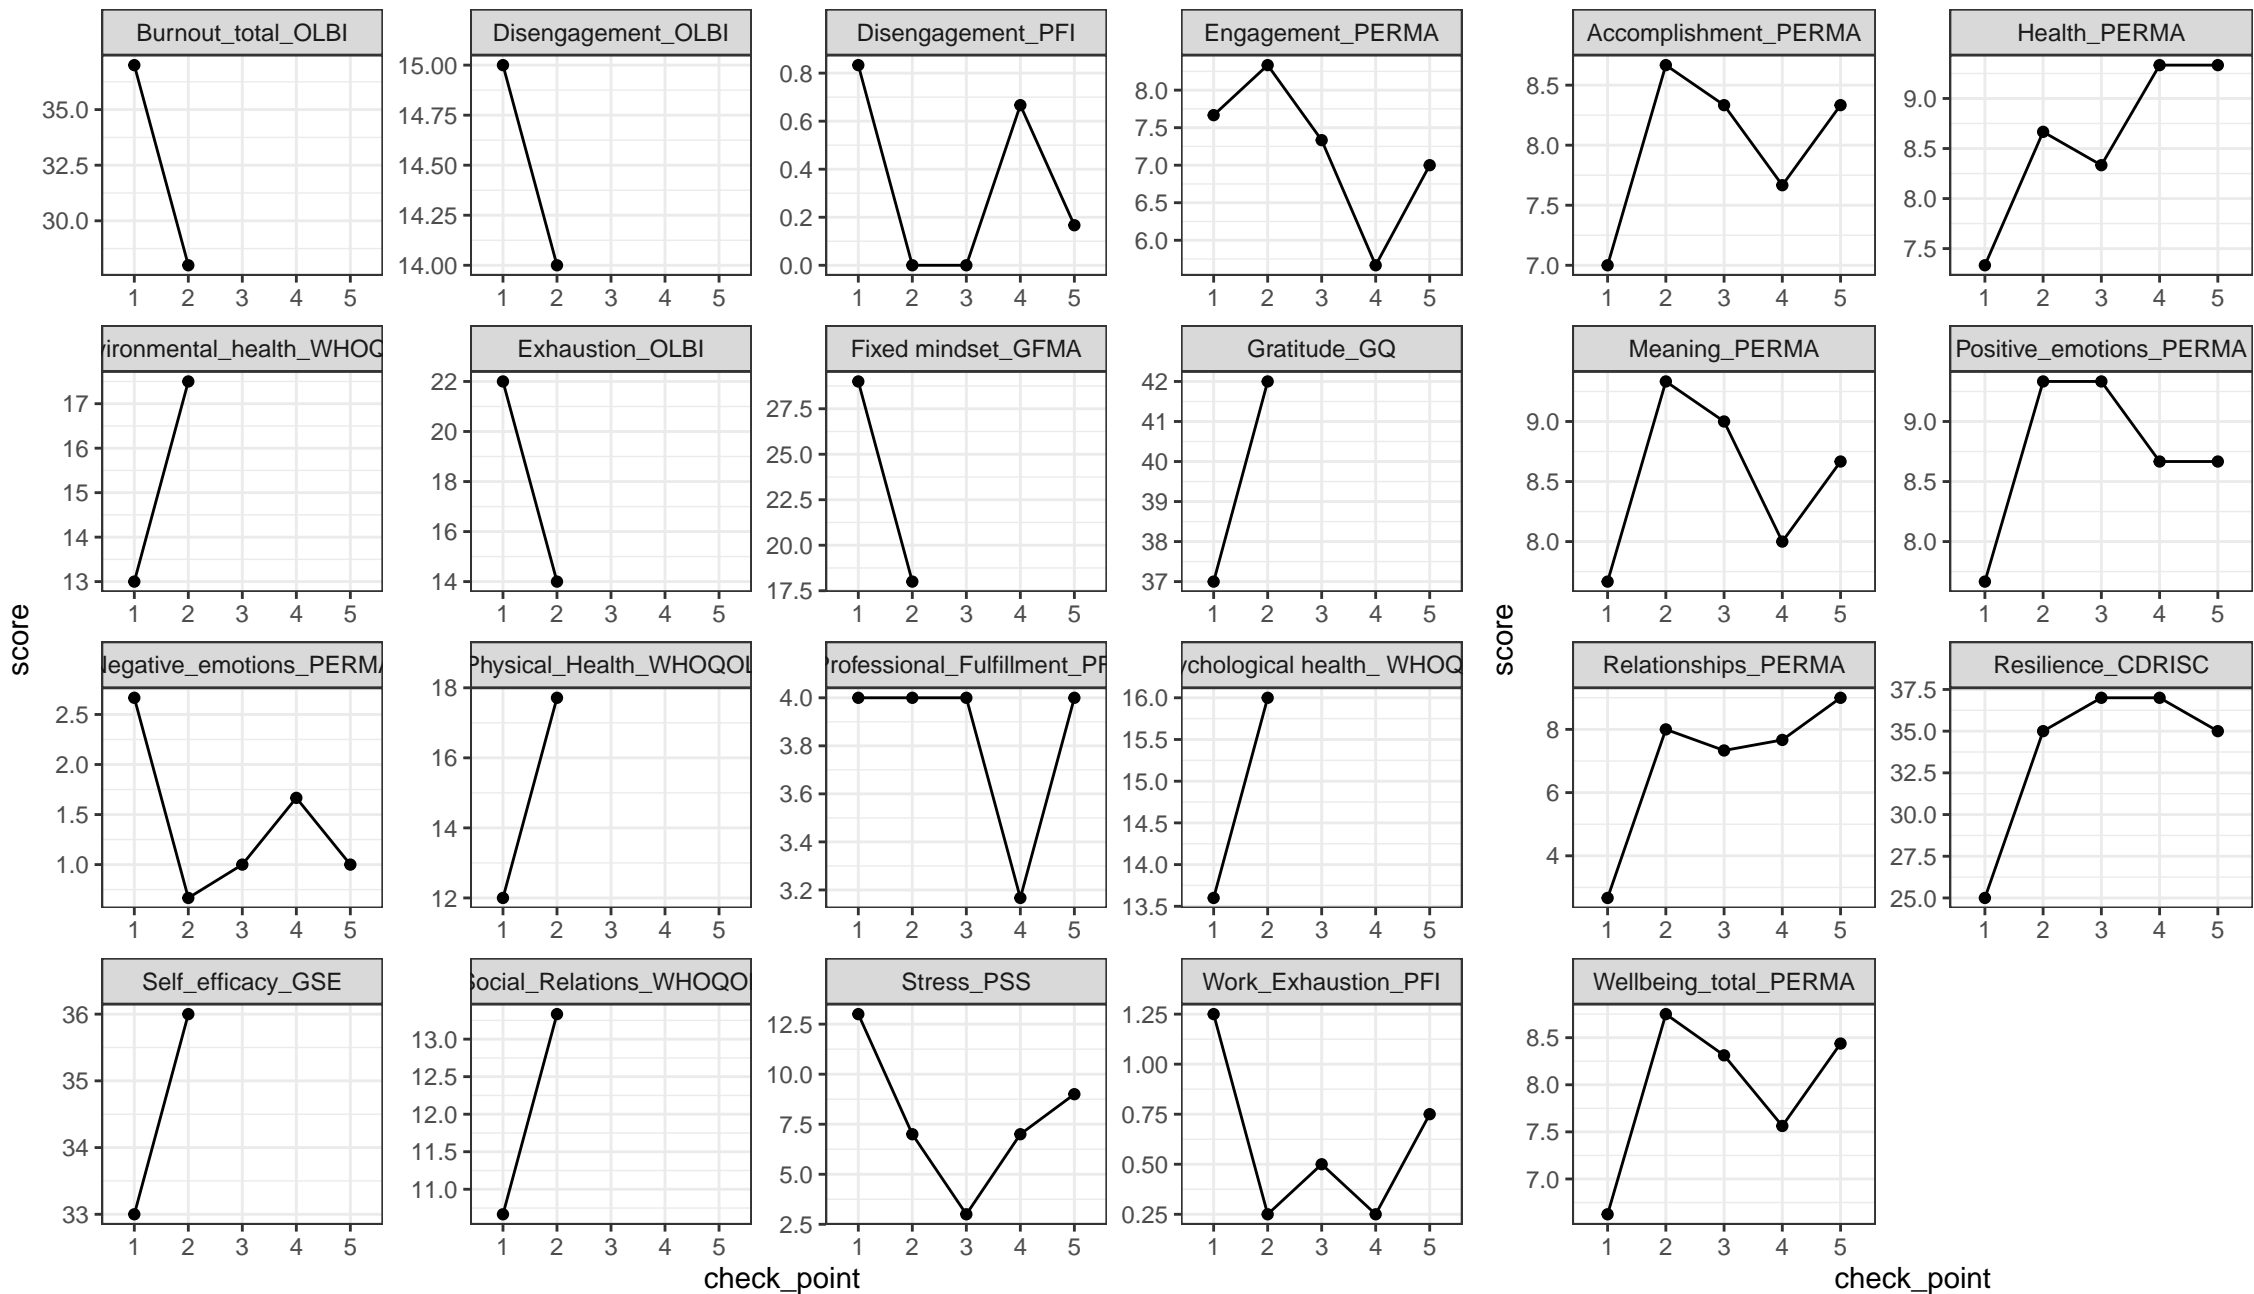 Burnout_total_OLBI
35.0
32.5
30.0
1 2 3 4 5
Disengagement_OLBI
15.00
14.75
14.50
14.25
14.00
1 2 3 4 5
Disengagement_PFI
0.8
0.6
0.4
0.2
0.0
1 2 3 4 5
Engagement_PERMA
8.0
7.5
7.0
6.5
6.0
1 2 3 4 5
Accomplishment_PERMA
8.5
8.0
7.5
7.0
1 2 3 4 5
Health_PERMA
9.0
8.5
8.0
7.5
1 2 3 4 5
vironmental_health_WHOQ
17
16
15
14
13
1 2 3 4 5
Exhaustion_OLBI
22
20
18
16
14
1 2 3 4 5
Fixed mindset_GFMA
27.5
25.0
22.5
20.0
17.5
1 2 3 4 5
Gratitude_GQ
42
41
40
39
38
37
1 2 3 4 5
Meaning_PERMA
9.0
8.5
8.0
1 2 3 4 5
Positive_emotions_PERMA
9.0
8.5
8.0
1 2 3 4 5
score
score
Negative_emotions_PERMA
2.5
2.0
1.5
1.0
1 2 3 4 5
Physical_Health_WHOQOL
18
16
14
12
1 2 3 4 5
Professional_Fulfillment_PF
4.0
3.8
3.6
3.4
3.2
1 2 3 4 5
ychological health_ WHOQ
16.0
15.5
15.0
14.5
14.0
13.5
1 2 3 4 5
Relationships_PERMA
8
6
4
1 2 3 4 5
Resilience_CDRISC
37.5
35.0
32.5
30.0
27.5
25.0
1 2 3 4 5
Self_efficacy_GSE
36
35
34
33
1 2 3 4 5
Social_Relations_WHOQOL
13.0
12.5
12.0
11.5
11.0
1 2 3 4 5
Stress_PSS
12.5
10.0
7.5
5.0
2.5
1 2 3 4 5
Work_Exhaustion_PFI
1.25
1.00
0.75
0.50
0.25
1 2 3 4 5
Wellbeing_total_PERMA
8.5
8.0
7.5
7.0
1 2 3 4 5
check_point
check_point